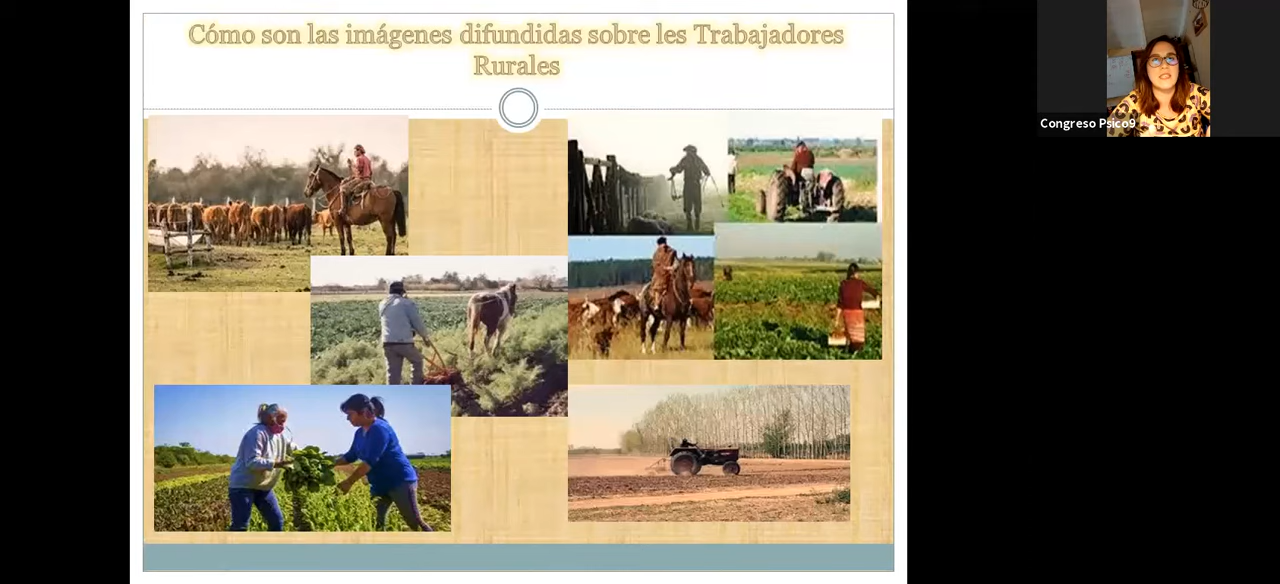 Cómo son las imágenes difundidas sobre les Trabajadores
Rurales
Congreso Psico9